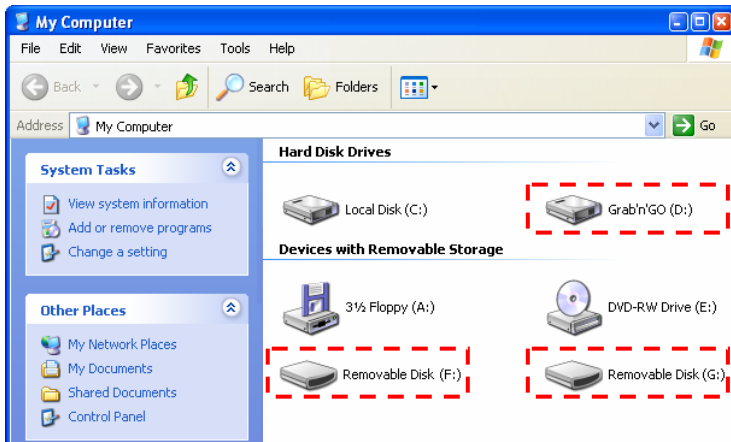 My Computer
File Edit View Favorites Tools Help
Back Search Folders
Address My Computer Go
System Tasks
View system information
Add or remove programs
Change a setting
Other Places
My Network Places
My Documents
Shared Documents
Control Panel
Hard Disk Drives
Local Disk (C:) Grab'n'GO (D:)
Devices with Removable Storage
3½ Floppy (A:) DVD-RW Drive (E:)
Removable Disk (F:) Removable Disk (G:)